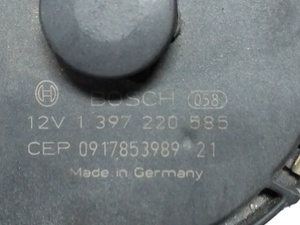 BOSCH 058
12V 1 397 220 585
CEP 0917853989 21
Made in Germany